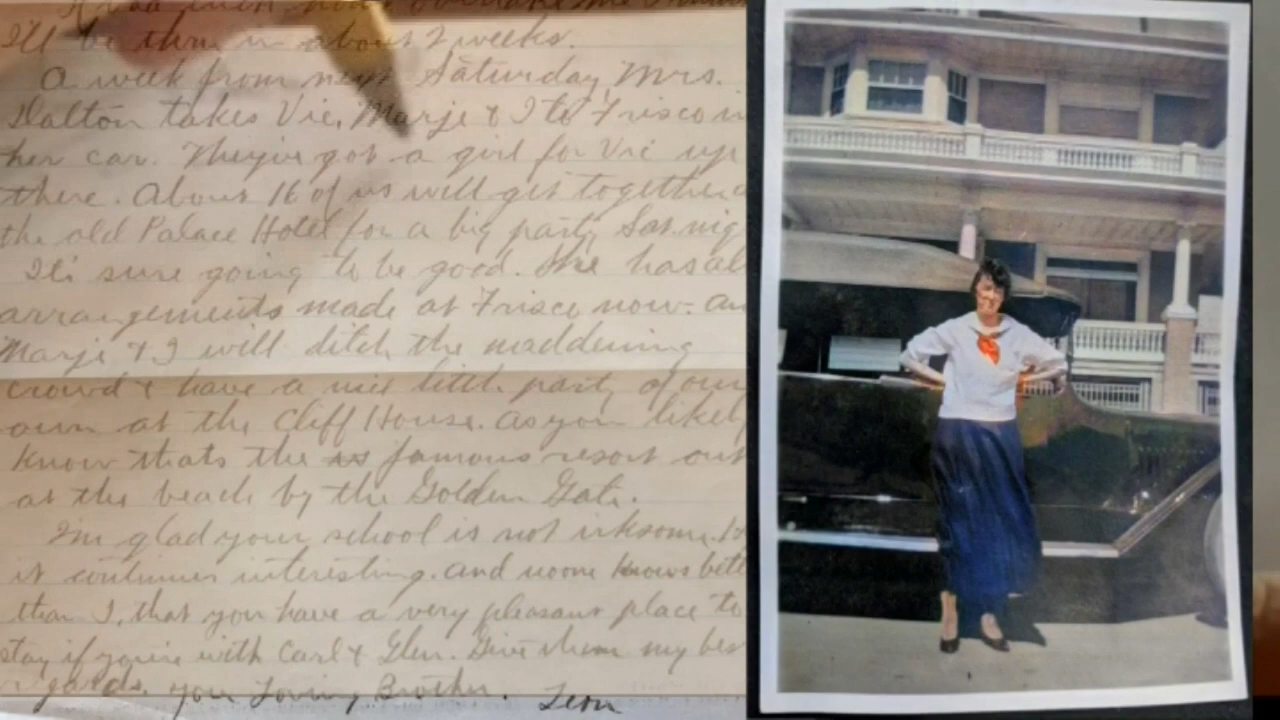 I'll be there in about 2 weeks.
A week from next Saturday, Mrs.
Dalton takes Vic, Marje & I to Frisco in
her car. They've got a girl for Vic up
there. About 16 of us will get together
the old Palace Hotel for a big party Sat. nig
It's sure going to be good. She has al
arrangements made at Frisco now. An
Marje & I will ditch the maddening
crowd & have a nice little party of our
own at the Cliff House. As you likely
know thats the famous resort out
at the beach by the Golden Gate.
I'm glad your school is not irksome.
it continues interesting. And noone knows bett
than I, that you have a very pleasant place to
stay if you're with Carl & Glen. Give them my bes
regards. Your Loving Brother. Leon